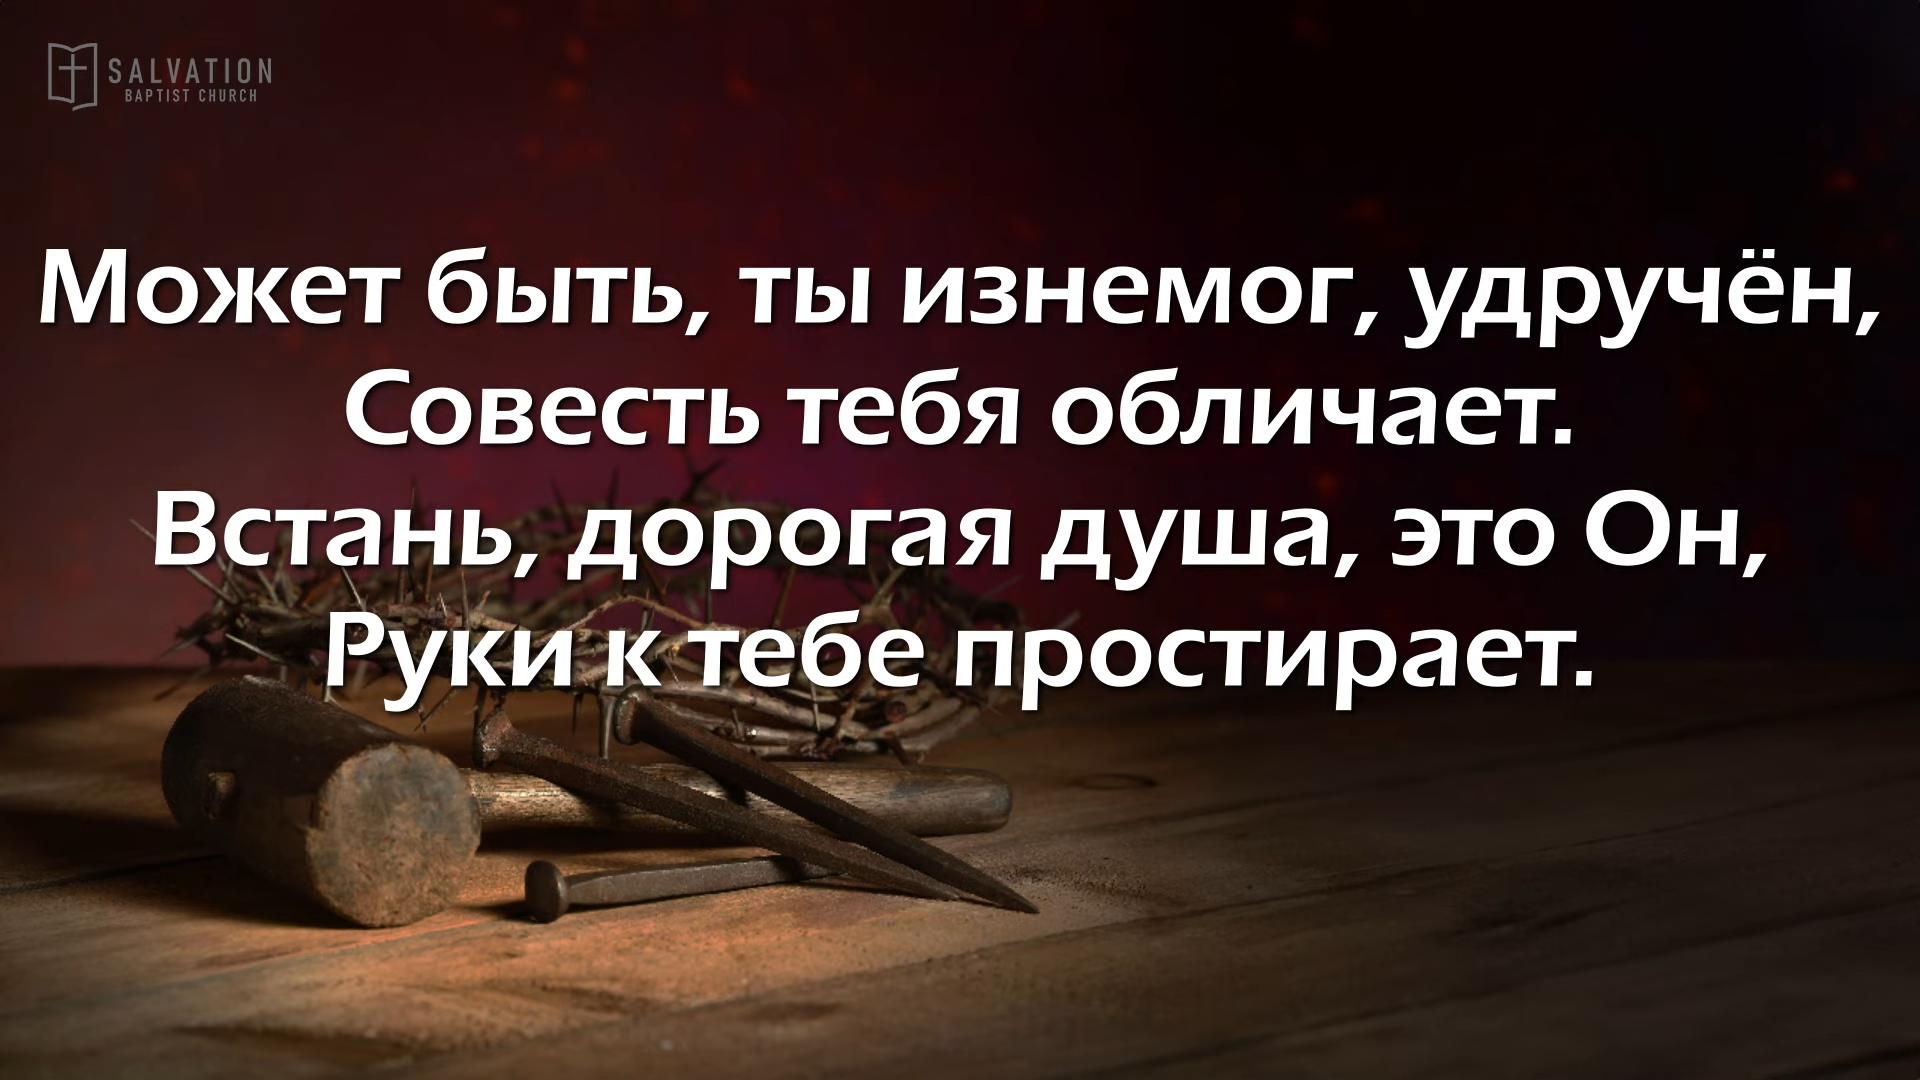 SALVATION
BAPTIST CHURCH
Может быть, ты изнемог, удручён,
Совесть тебя обличает.
Встань, дорогая душа, это Он,
Руки к тебе простирает.